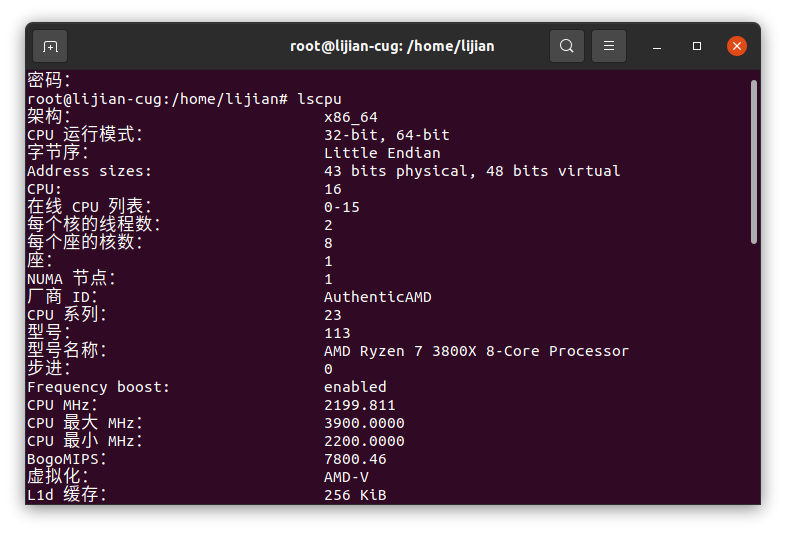 root@lijian-cug: /home/lijian
密码：
root@lijian-cug:/home/lijian# lscpu
架构： x86_64
CPU 运行模式： 32-bit, 64-bit
字节序： Little Endian
Address sizes: 43 bits physical, 48 bits virtual
CPU: 16
在线 CPU 列表： 0-15
每个核的线程数： 2
每个座的核数： 8
座： 1
NUMA 节点： 1
厂商 ID： AuthenticAMD
CPU 系列： 23
型号： 113
型号名称： AMD Ryzen 7 3800X 8-Core Processor
步进： 0
Frequency boost: enabled
CPU MHz： 2199.811
CPU 最大 MHz： 3900.0000
CPU 最小 MHz： 2200.0000
BogoMIPS： 7800.46
虚拟化： AMD-V
L1d 缓存： 256 KiB